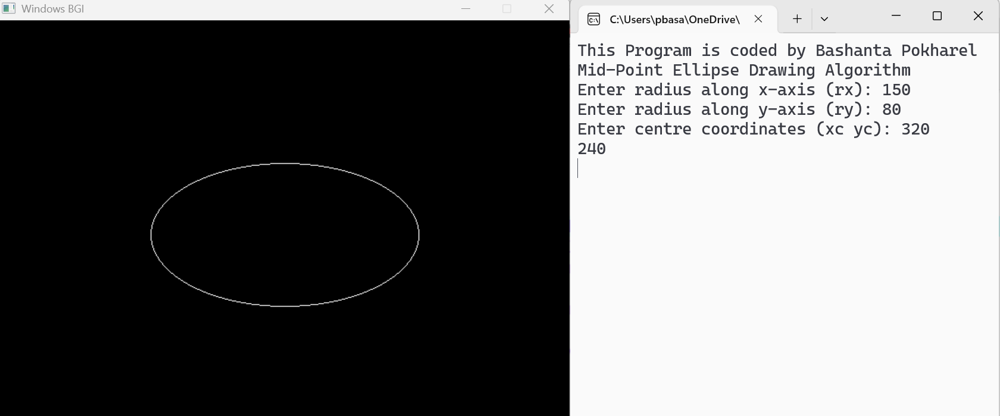 Windows BGI
C:\Users\pbasa\OneDrive\
This Program is coded by Bashanta Pokharel
Mid-Point Ellipse Drawing Algorithm
Enter radius along x-axis (rx): 150
Enter radius along y-axis (ry): 80
Enter centre coordinates (xc yc): 320
240